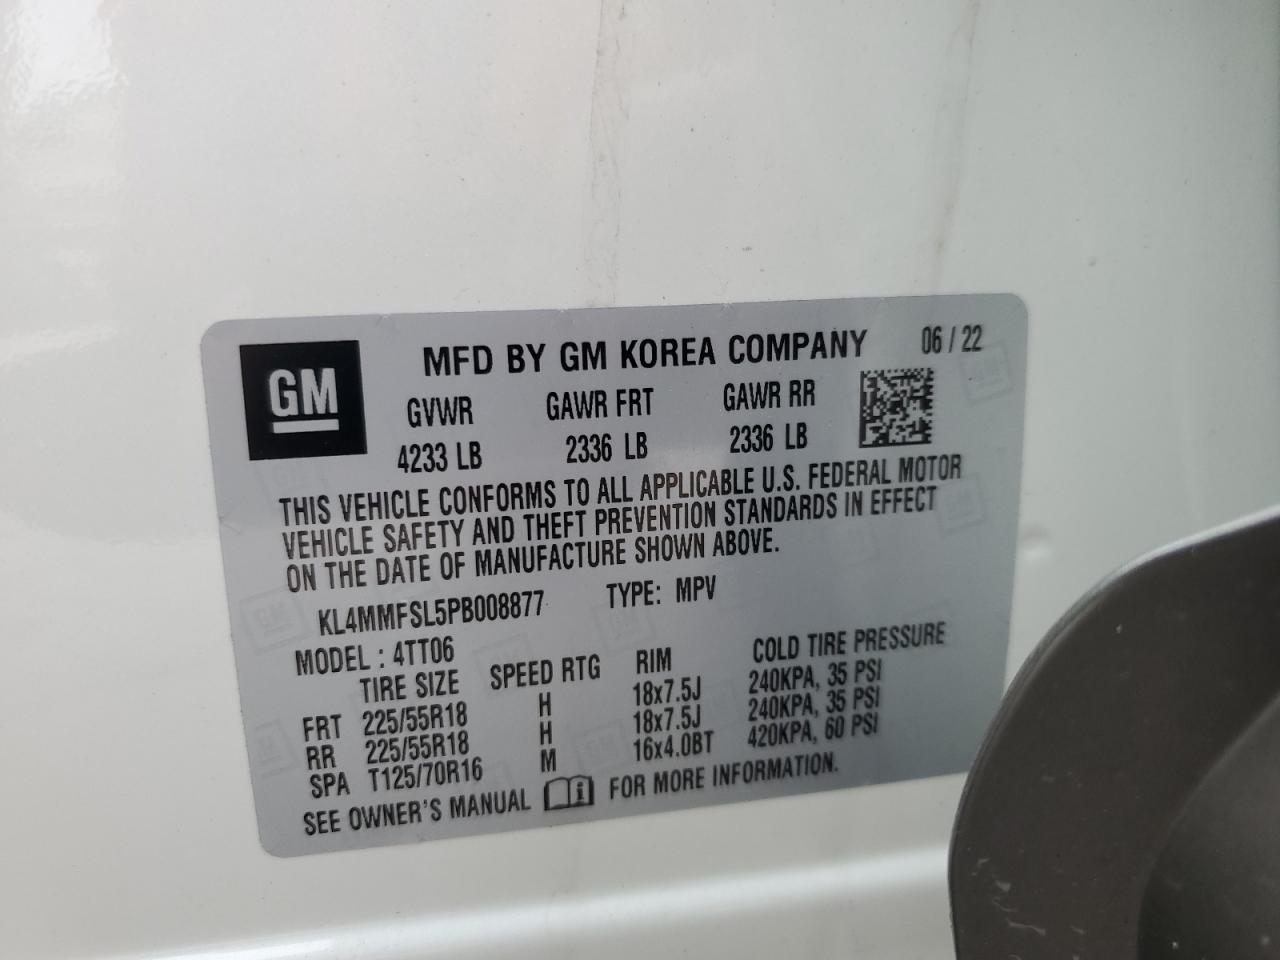 GM
MFD BY GM KOREA COMPANY 06 / 22
GVWR GAWR FRT GAWR RR
4233 LB 2336 LB 2336 LB
THIS VEHICLE CONFORMS TO ALL APPLICABLE U.S. FEDERAL MOTOR
VEHICLE SAFETY AND THEFT PREVENTION STANDARDS IN EFFECT
ON THE DATE OF MANUFACTURE SHOWN ABOVE.
KL4MMFSL5PB008877 TYPE: MPV
MODEL : 4TT06
TIRE SIZE SPEED RTG RIM COLD TIRE PRESSURE
FRT 225/55R18 H 18x7.5J 240KPA, 35 PSI
RR 225/55R18 H 18x7.5J 240KPA, 35 PSI
SPA T125/70R16 M 16x4.0BT 420KPA, 60 PSI
SEE OWNER'S MANUAL i FOR MORE INFORMATION.